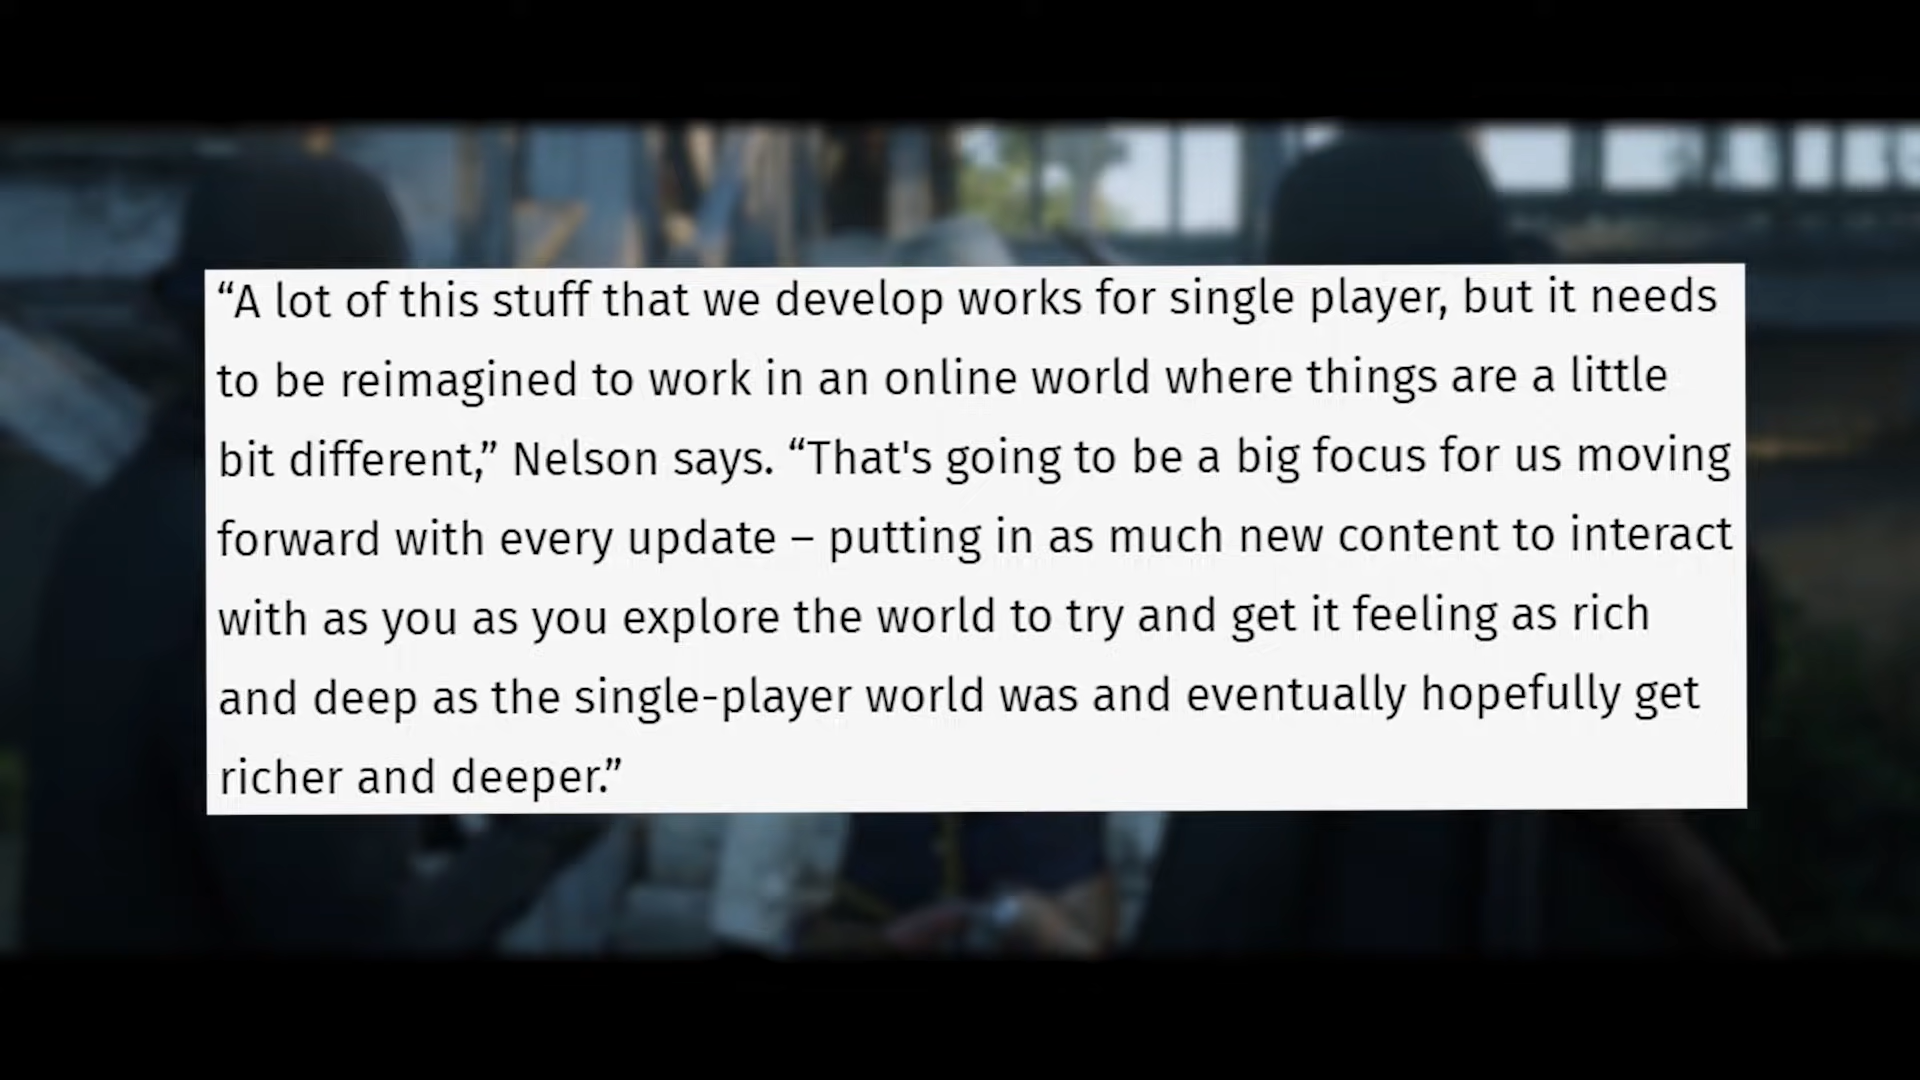 “A lot of this stuff that we develop works for single player, but it needs
to be reimagined to work in an online world where things are a little
bit different,” Nelson says. “That's going to be a big focus for us moving
forward with every update – putting in as much new content to interact
with as you as you explore the world to try and get it feeling as rich
and deep as the single-player world was and eventually hopefully get
richer and deeper.”